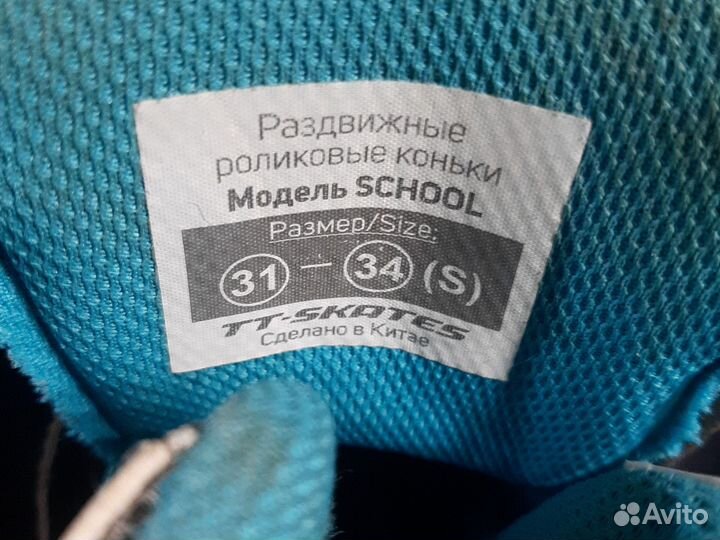 Раздвижные
роликовые коньки
Модель SCHOOL
Размер/Size:
31 — 34 (S)
TT-SKATES
Сделано в Китае
Avito